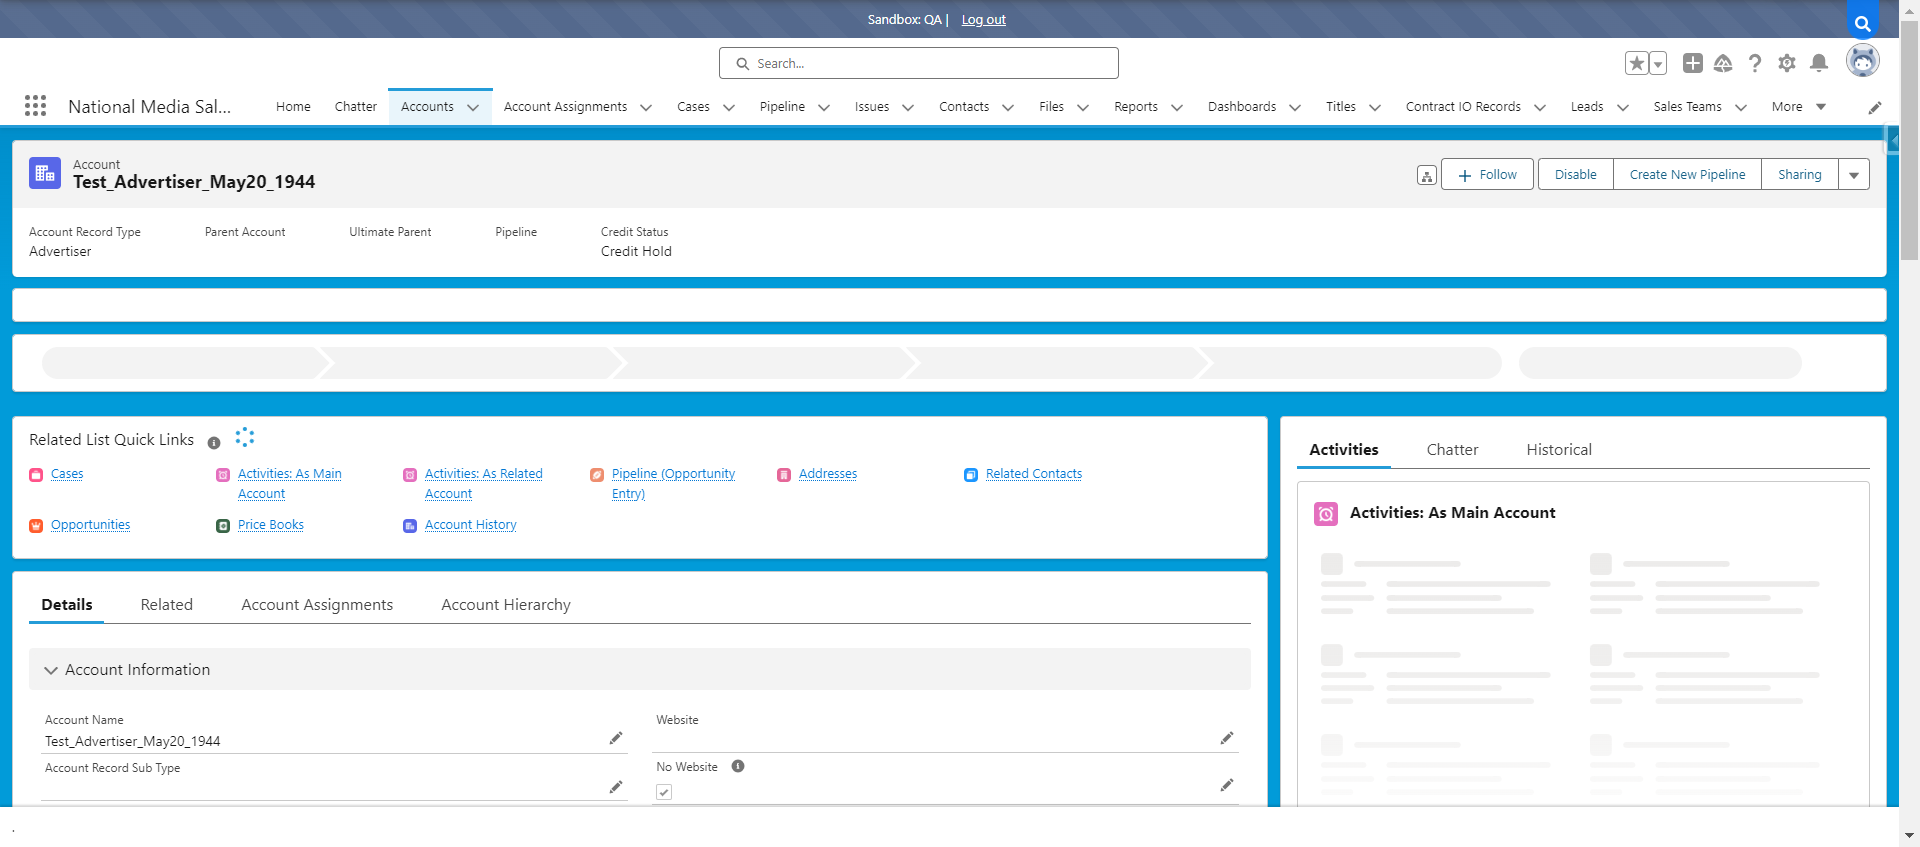 Sandbox: QA | Log out
Search...
National Media Sal...
Home
Chatter
Accounts
Account Assignments
Cases
Pipeline
Issues
Contacts
Files
Reports
Dashboards
Titles
Contract IO Records
Leads
Sales Teams
More
Account
Test_Advertiser_May20_1944
Follow
Disable
Create New Pipeline
Sharing
Account Record Type
Advertiser
Parent Account
Ultimate Parent
Pipeline
Credit Status
Credit Hold
Related List Quick Links
Cases
Activities: As Main
Account
Activities: As Related
Account
Pipeline (Opportunity
Entry)
Addresses
Related Contacts
Opportunities
Price Books
Account History
Details
Related
Account Assignments
Account Hierarchy
Account Information
Account Name
Test_Advertiser_May20_1944
Website
Account Record Sub Type
No Website
Activities
Chatter
Historical
Activities: As Main Account
.